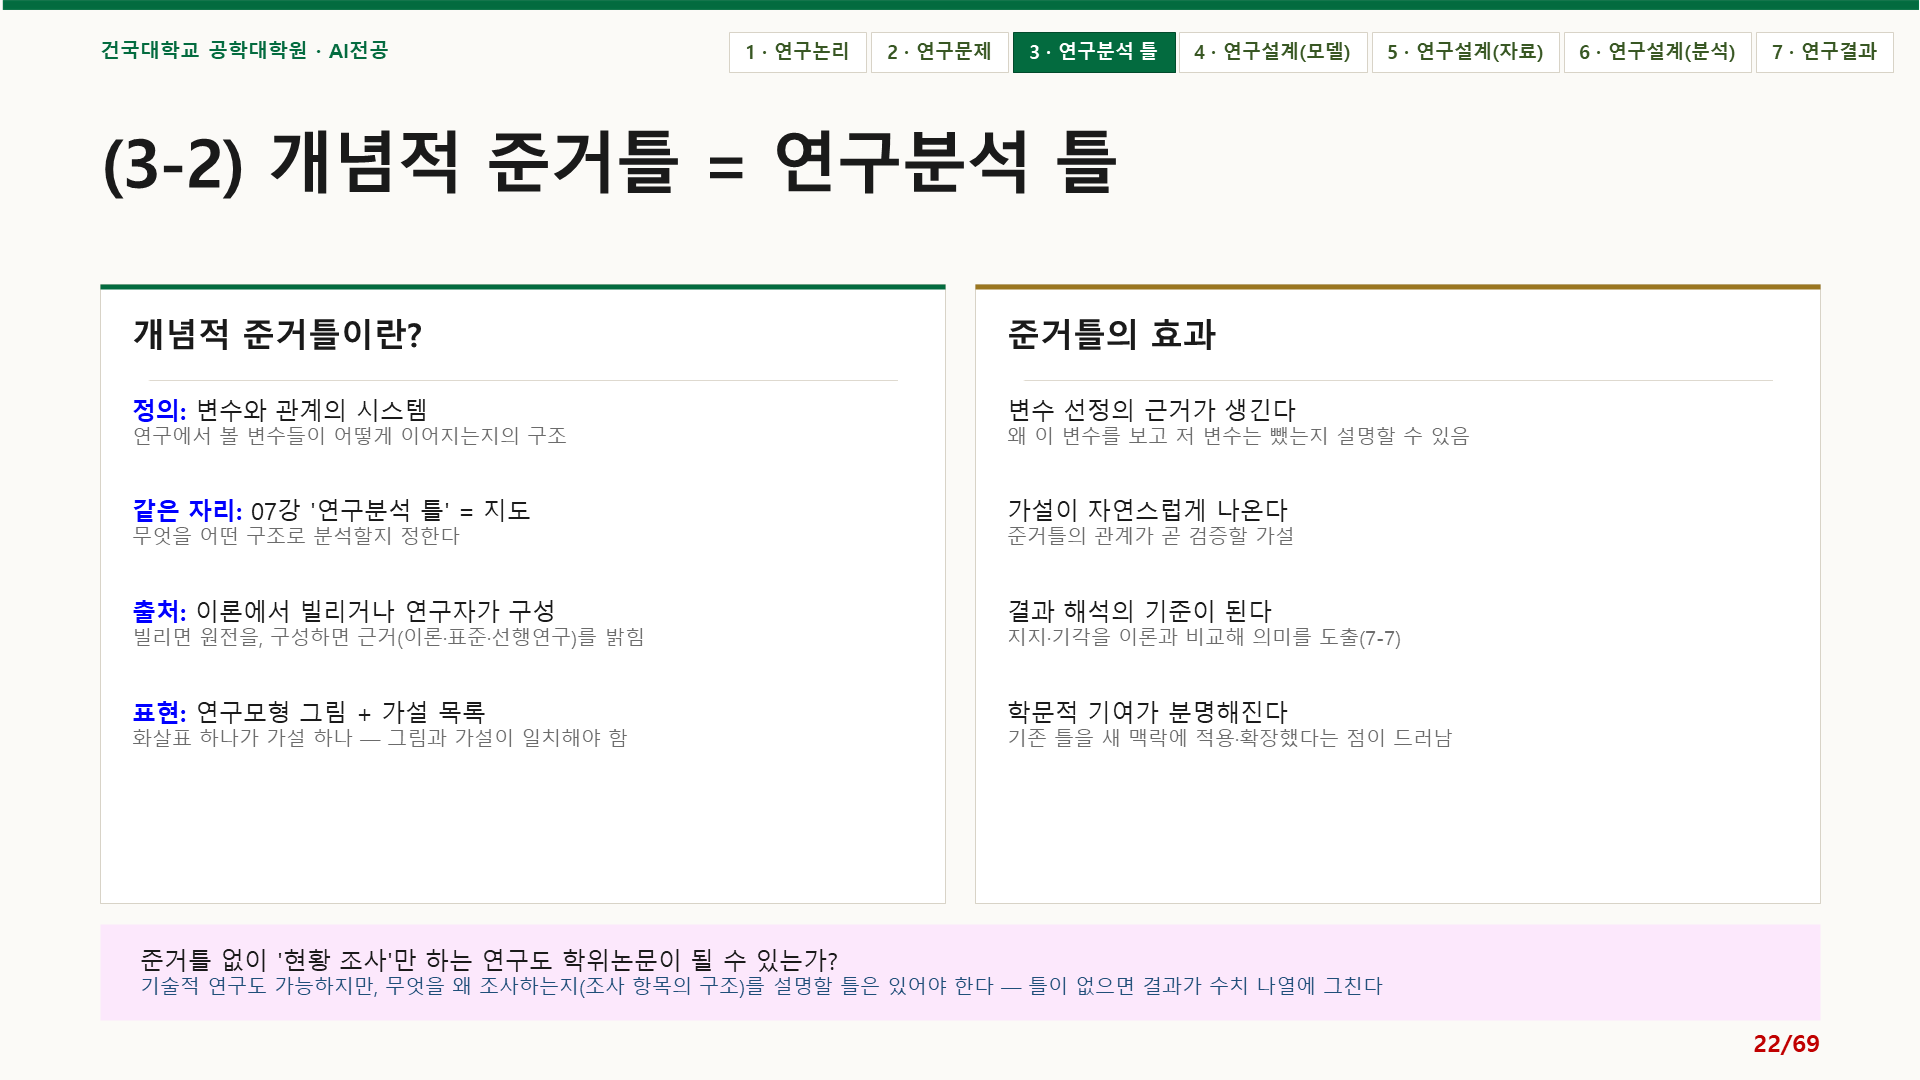 건국대학교 공학대학원 · AI전공
1 · 연구논리
2 · 연구문제
3 · 연구분석 틀
4 · 연구설계(모델)
5 · 연구설계(자료)
6 · 연구설계(분석)
7 · 연구결과
(3-2) 개념적 준거틀 = 연구분석 틀
개념적 준거틀이란?
정의: 변수와 관계의 시스템
연구에서 볼 변수들이 어떻게 이어지는지의 구조
같은 자리: 07강 '연구분석 틀' = 지도
무엇을 어떤 구조로 분석할지 정한다
출처: 이론에서 빌리거나 연구자가 구성
빌리면 원전을, 구성하면 근거(이론·표준·선행연구)를 밝힘
표현: 연구모형 그림 + 가설 목록
화살표 하나가 가설 하나 — 그림과 가설이 일치해야 함
준거틀의 효과
변수 선정의 근거가 생긴다
왜 이 변수를 보고 저 변수는 뺐는지 설명할 수 있음
가설이 자연스럽게 나온다
준거틀의 관계가 곧 검증할 가설
결과 해석의 기준이 된다
지지·기각을 이론과 비교해 의미를 도출(7-7)
학문적 기여가 분명해진다
기존 틀을 새 맥락에 적용·확장했다는 점이 드러남
준거틀 없이 '현황 조사'만 하는 연구도 학위논문이 될 수 있는가?
기술적 연구도 가능하지만, 무엇을 왜 조사하는지(조사 항목의 구조)를 설명할 틀은 있어야 한다 — 틀이 없으면 결과가 수치 나열에 그친다
22/69